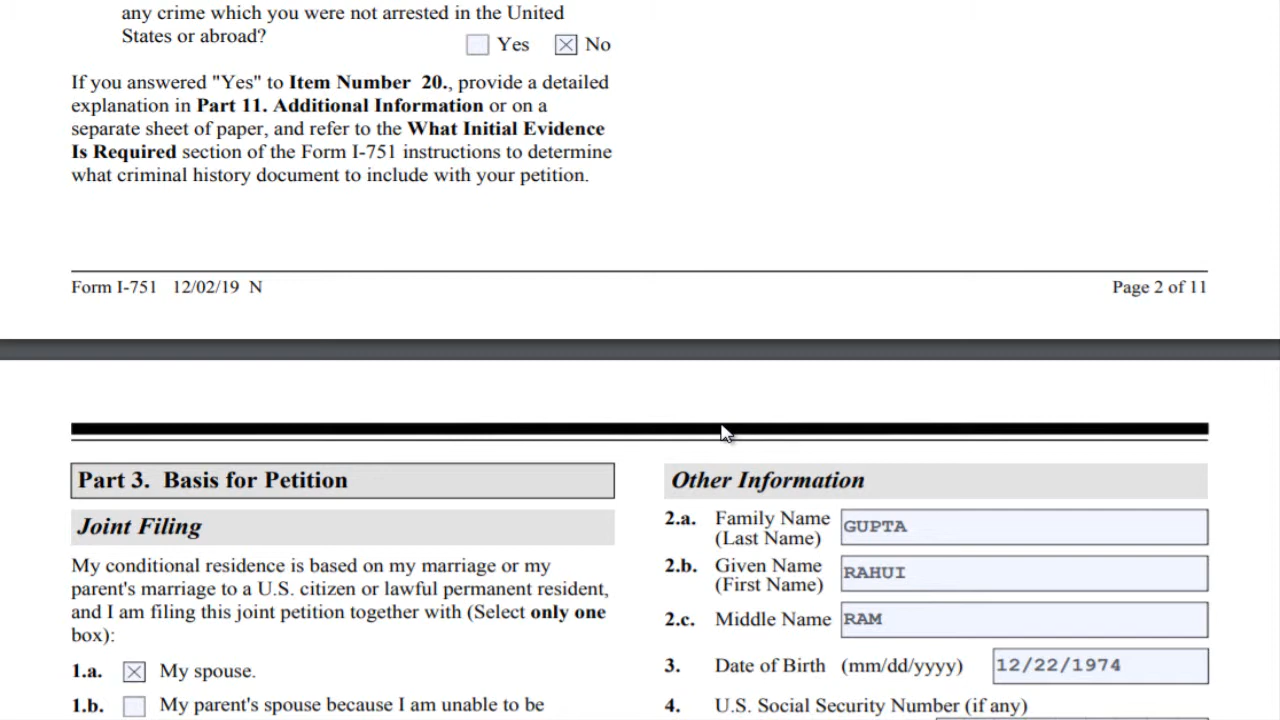 any crime which you were not arrested in the United
States or abroad?
Yes No
If you answered "Yes" to Item Number 20., provide a detailed
explanation in Part 11. Additional Information or on a
separate sheet of paper, and refer to the What Initial Evidence
Is Required section of the Form I-751 instructions to determine
what criminal history document to include with your petition.
Form I-751 12/02/19 N
Page 2 of 11
Part 3. Basis for Petition
Joint Filing
My conditional residence is based on my marriage or my
parent's marriage to a U.S. citizen or lawful permanent resident,
and I am filing this joint petition together with (Select only one
box):
1.a. My spouse.
1.b. My parent's spouse because I am unable to be
Other Information
2.a. Family Name
(Last Name)
GUPTA
2.b. Given Name
(First Name)
RAHUI
2.c. Middle Name RAM
3. Date of Birth (mm/dd/yyyy) 12/22/1974
4. U.S. Social Security Number (if any)